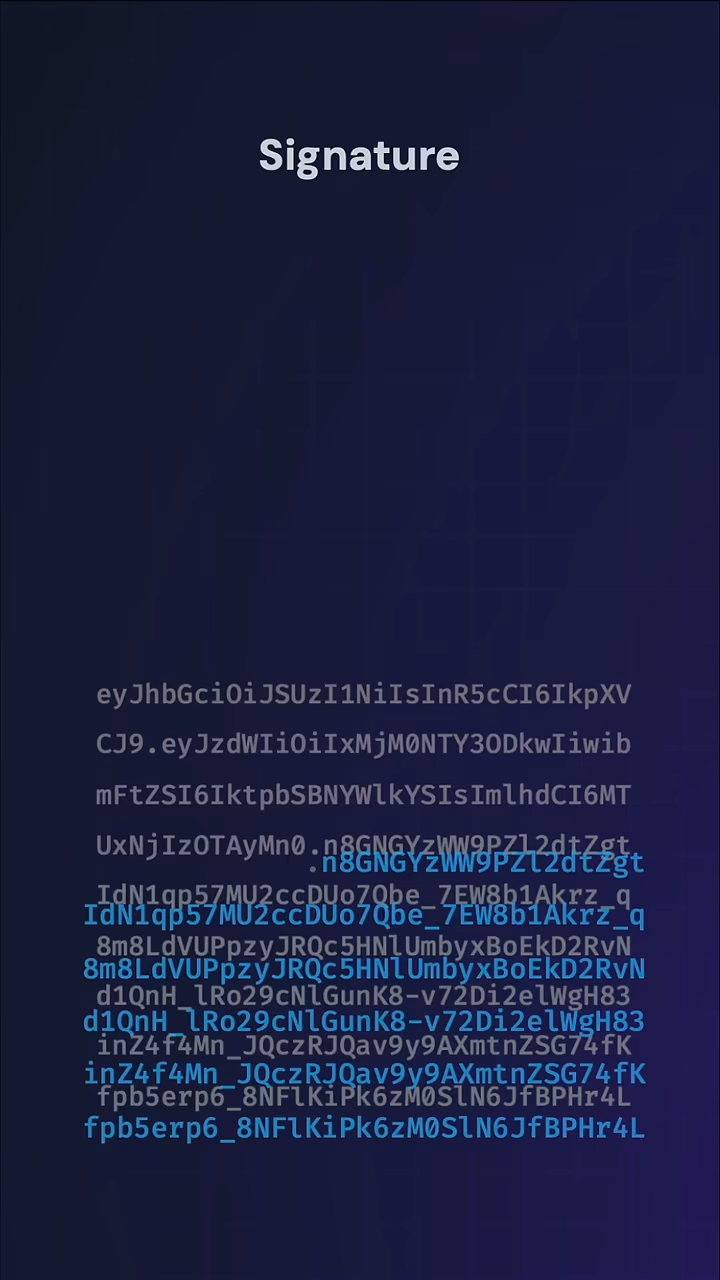 Signature
eyJhbGciOiJSUzI1NiIsInR5cCI6IkpXV
CJ9.eyJzdWIiOiIxMjM0NTY3ODkwIiwib
mFtZSI6IktpbSBNYWlkYSIsImlhdCI6MT
UxNjIzOTAyMn0.n8GNGYzWW9PZl2dtZgt
.n8GNGYzWW9PZl2dtZgt
IdN1qp57MU2ccDUo7Qbe_7EW8b1Akrz_q
IdN1qp57MU2ccDUo7Qbe_7EW8b1Akrz_q
8m8LdVUPpzyJRQc5HNlUmbyxBoEkD2RvN
8m8LdVUPpzyJRQc5HNlUmbyxBoEkD2RvN
d1QnH_lRo29cNlGunK8-v72Di2elWgH83
d1QnH_lRo29cNlGunK8-v72Di2elWgH83
inZ4f4Mn_JQczRJQav9y9AXmtnZSG74fK
inZ4f4Mn_JQczRJQav9y9AXmtnZSG74fK
fpb5erp6_8NFlKiPk6zM0SlN6JfBPHr4L
fpb5erp6_8NFlKiPk6zM0SlN6JfBPHr4L